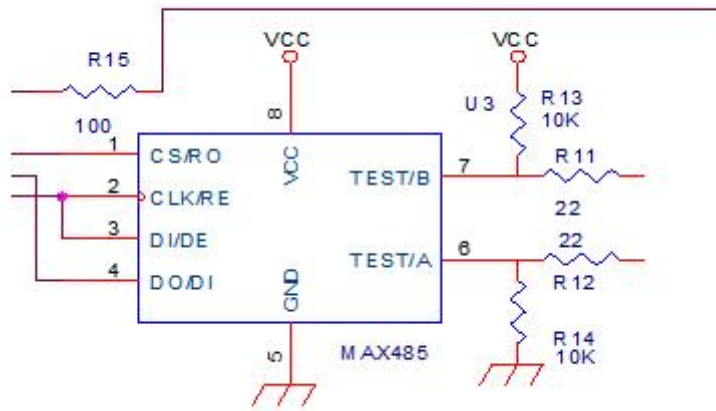 VCC
VCC
R15
8
U3
R13
10K
100
1
CS/RO
VCC
TEST/B
7
R11
2
CLK/RE
22
3
DI/DE
22
4
DO/DI
TEST/A
6
R12
GND
5
MAX485
R14
10K